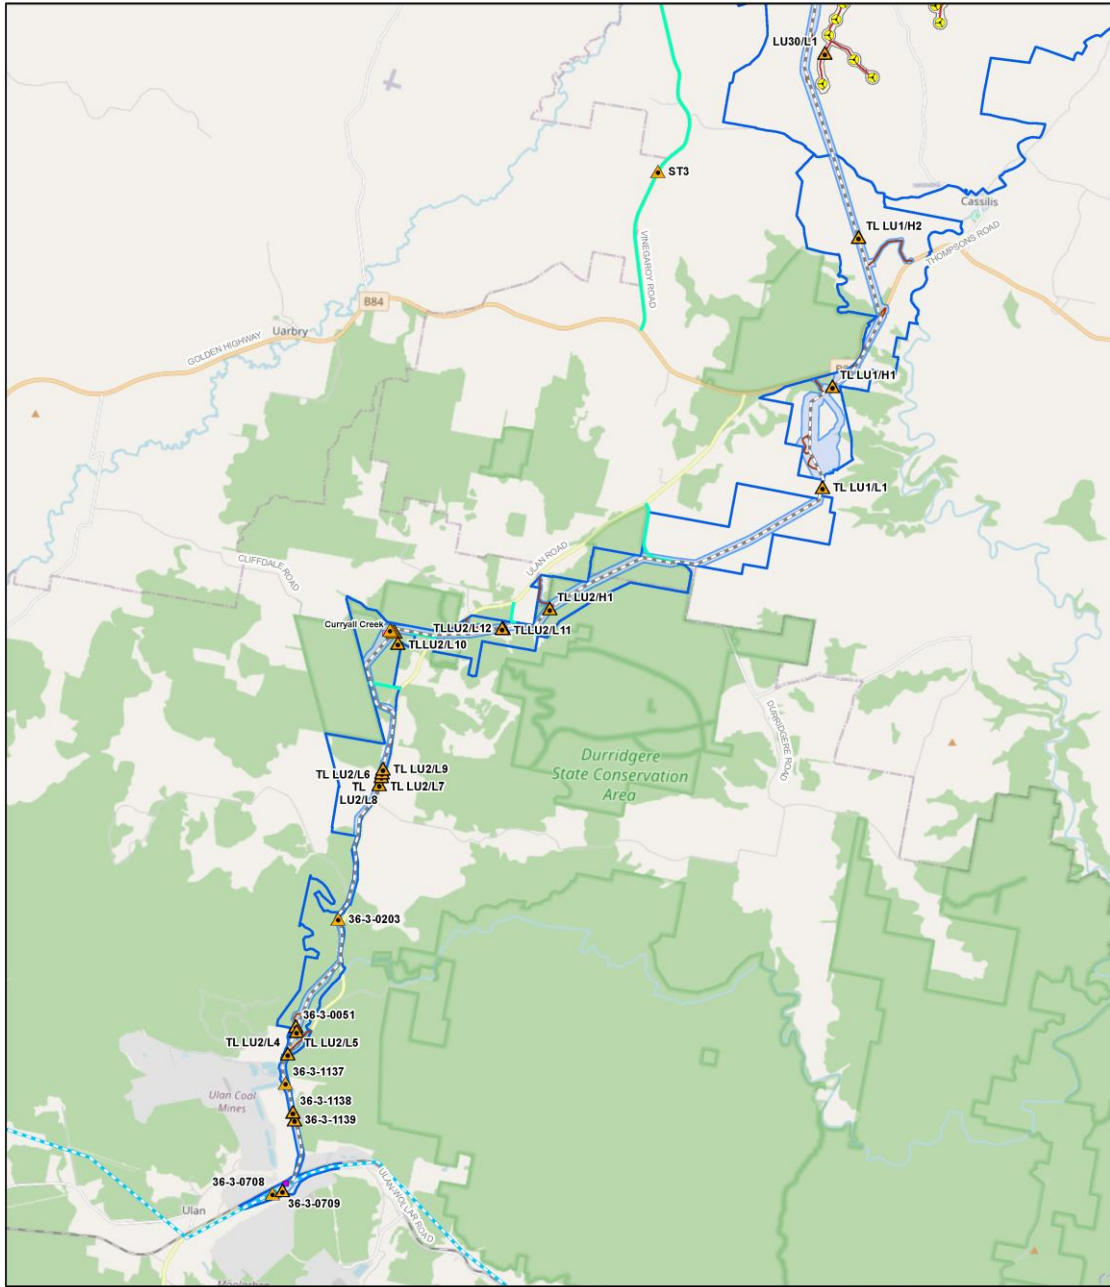 LU30/L1
ST3
Cassilis
TL LU1/H2
THOMPSONS ROAD
VINEGAROY ROAD
B84
Uarbry
GOLDEN HIGHWAY
TL LU1/H1
TL LU1/L1
ULAN ROAD
CLIFFDALE ROAD
TL LU2/H1
Curryall Creek
TLLU2/L12
TLLU2/L11
TLLU2/L10
DURRIDGERE ROAD
Durridgere
State Conservation
Area
TL LU2/L9
TL LU2/L6
TL
LU2/L8
TL LU2/L7
36-3-0203
36-3-0051
TL LU2/L4
TL LU2/L5
36-3-1137
Ulan Coal
Mines
36-3-1138
36-3-1139
36-3-0708
36-3-0709
Ulan
ULAN-WOLLAR ROAD